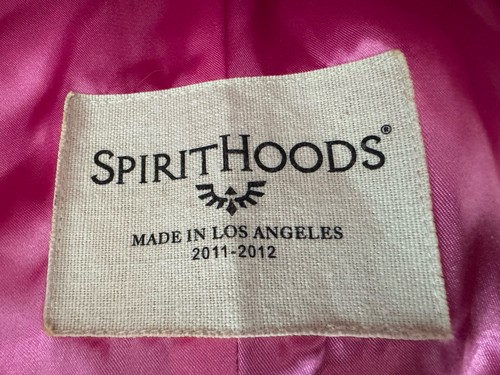 SPIRITHOODS®
MADE IN LOS ANGELES
2011-2012